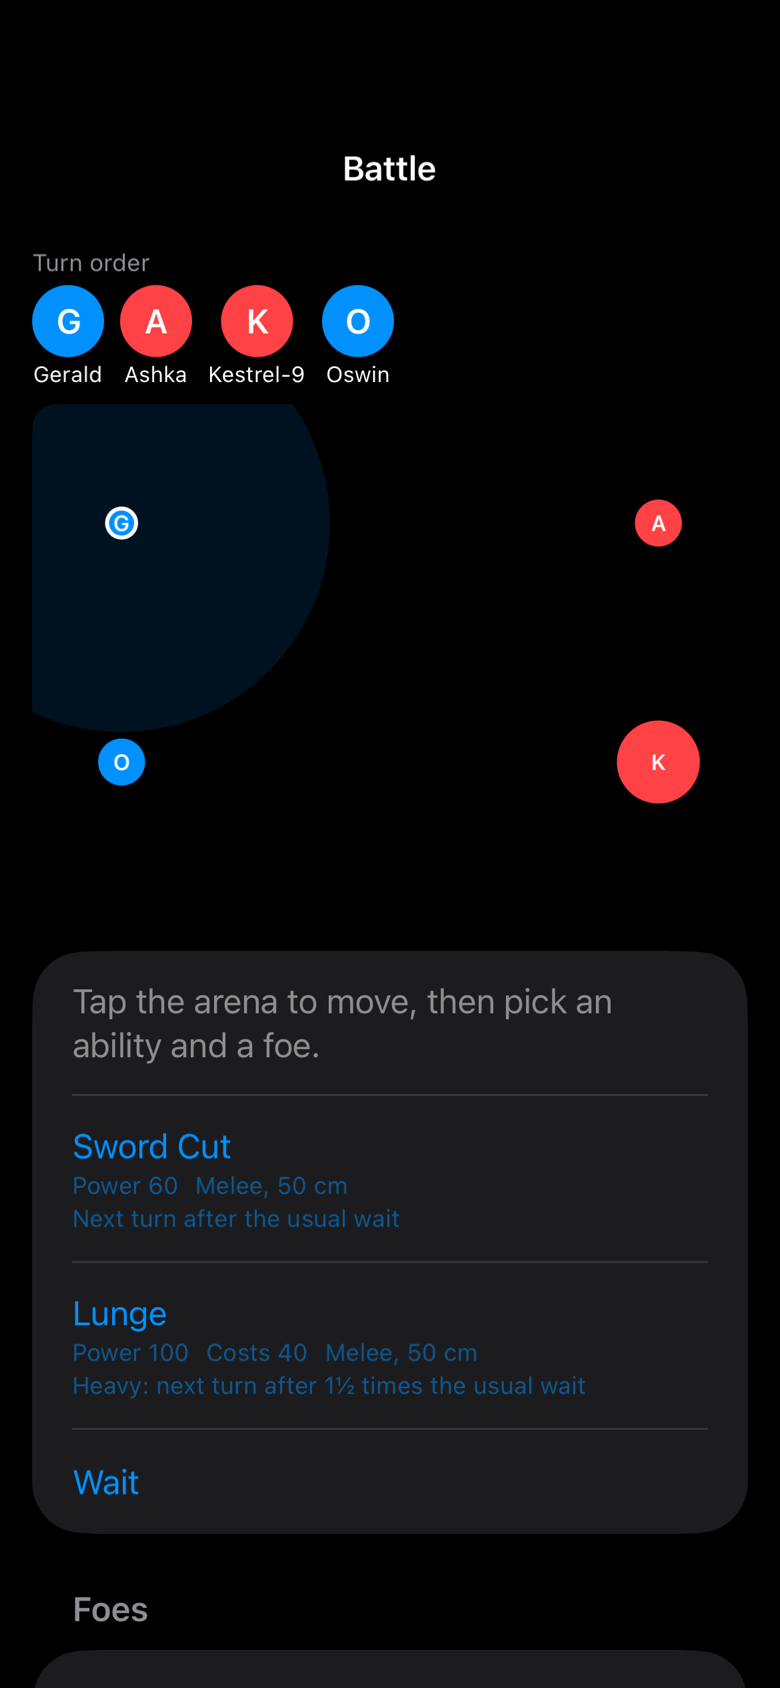 Battle
Turn order
G A K O
Gerald Ashka Kestrel-9 Oswin
G
A
O
K
Tap the arena to move, then pick an
ability and a foe.
Sword Cut
Power 60 Melee, 50 cm
Next turn after the usual wait
Lunge
Power 100 Costs 40 Melee, 50 cm
Heavy: next turn after 1½ times the usual wait
Wait
Foes